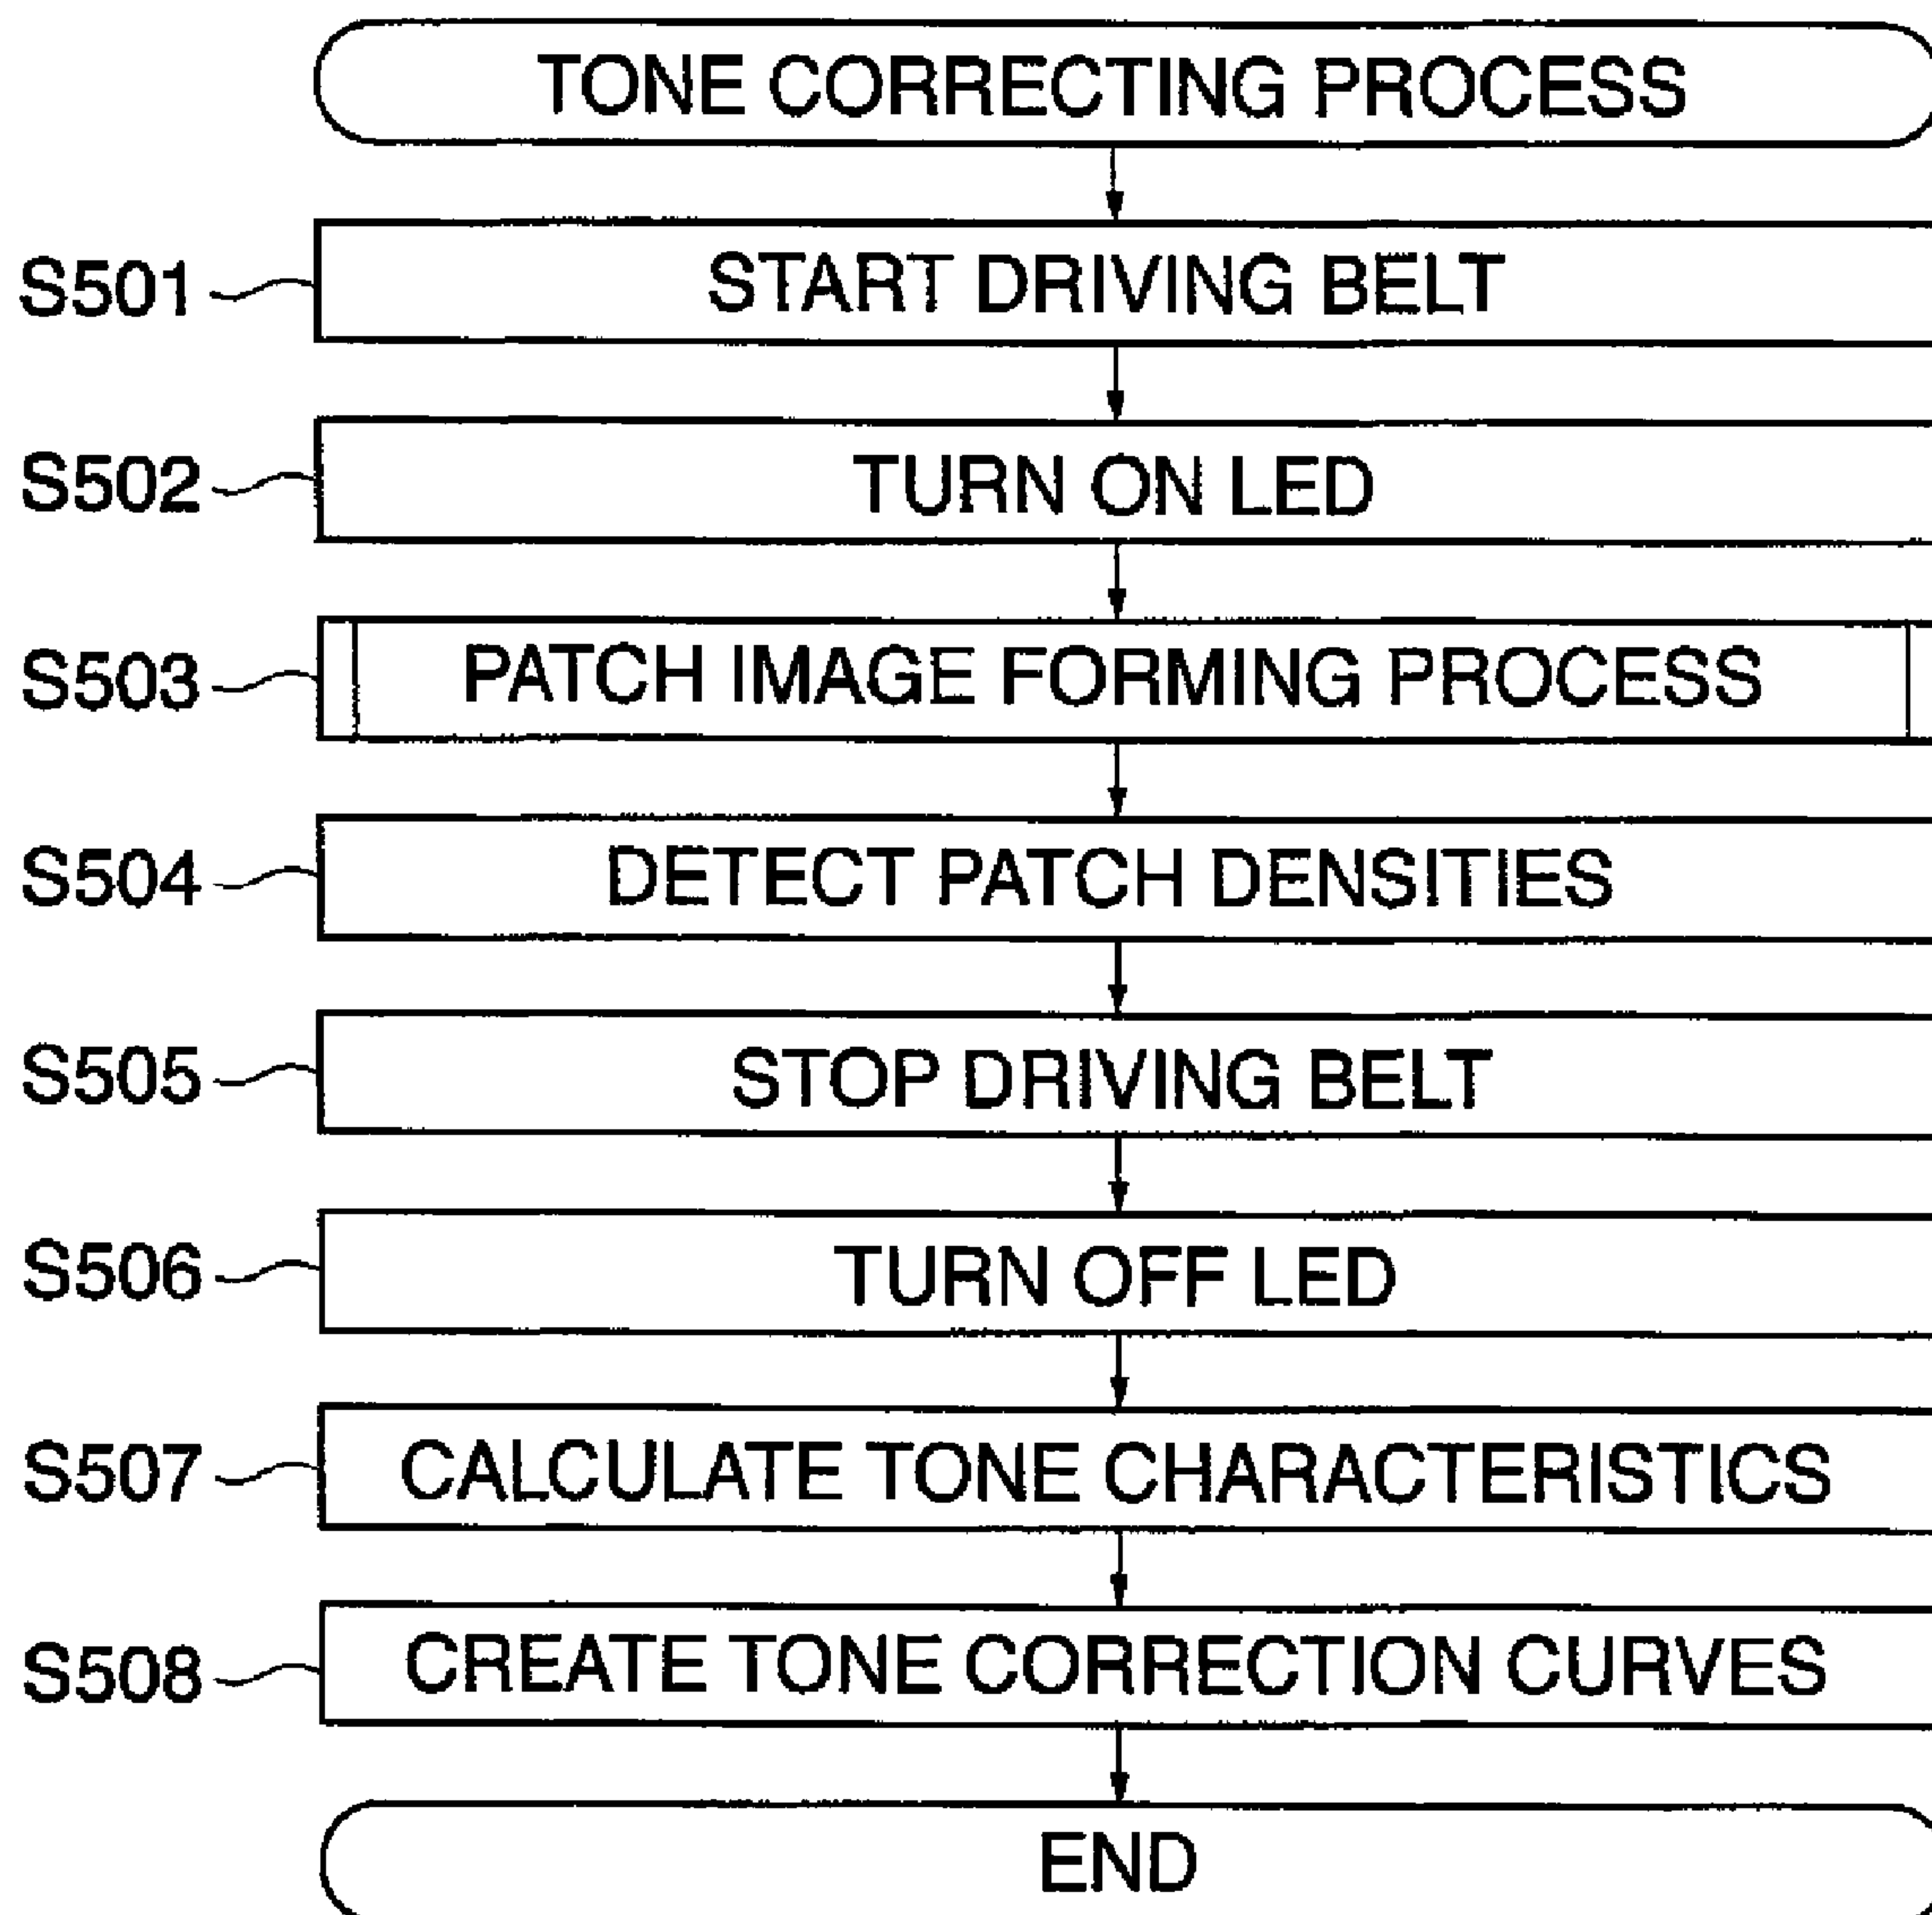 TONE CORRECTING PROCESS
S501 START DRIVING BELT
S502 TURN ON LED
S503 PATCH IMAGE FORMING PROCESS
S504 DETECT PATCH DENSITIES
S505 STOP DRIVING BELT
S506 TURN OFF LED
S507 CALCULATE TONE CHARACTERISTICS
S508 CREATE TONE CORRECTION CURVES
END